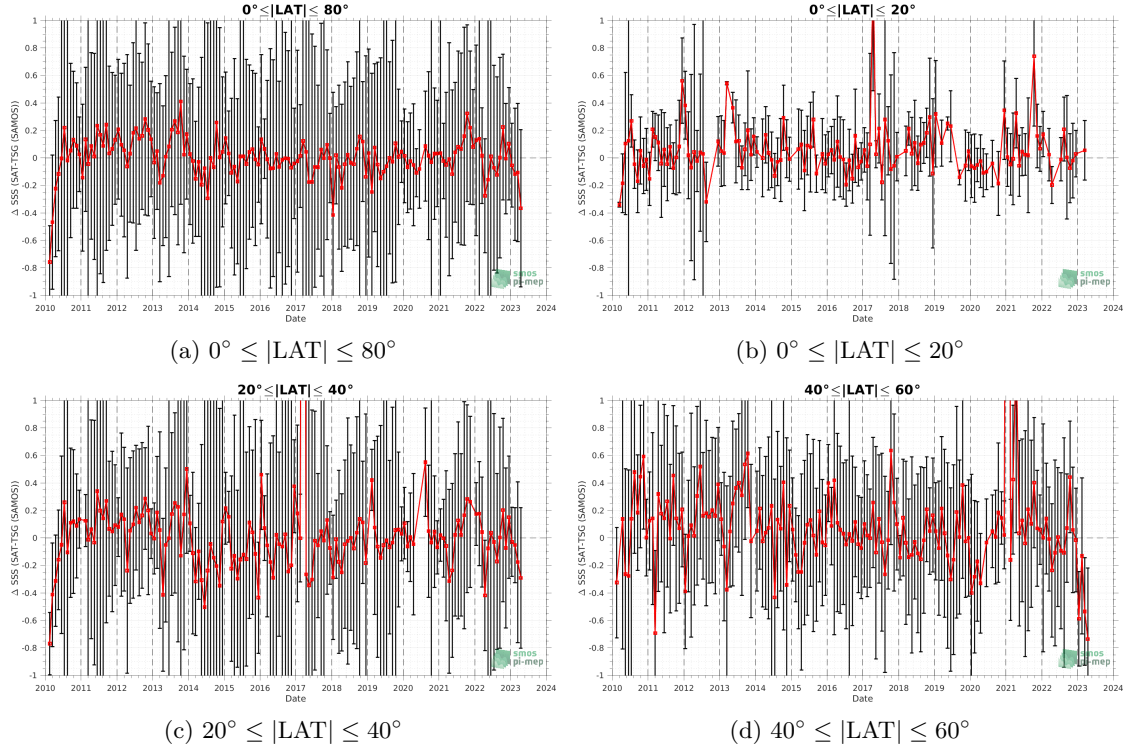 0°≤|LAT|≤ 80°
Δ SSS (SAT-TSG (SAMOS))
1
0.8
0.6
0.4
0.2
0
-0.2
-0.4
-0.6
-0.8
-1
2010 2011 2012 2013 2014 2015 2016 2017 2018 2019 2020 2021 2022 2023 2024
Date
smos
pi-mep
(a) 0° ≤ |LAT| ≤ 80°
0°≤|LAT|≤ 20°
Δ SSS (SAT-TSG (SAMOS))
1
0.8
0.6
0.4
0.2
0
-0.2
-0.4
-0.6
-0.8
-1
2010 2011 2012 2013 2014 2015 2016 2017 2018 2019 2020 2021 2022 2023 2024
Date
smos
pi-mep
(b) 0° ≤ |LAT| ≤ 20°
20°≤|LAT|≤ 40°
Δ SSS (SAT-TSG (SAMOS))
1
0.8
0.6
0.4
0.2
0
-0.2
-0.4
-0.6
-0.8
-1
2010 2011 2012 2013 2014 2015 2016 2017 2018 2019 2020 2021 2022 2023 2024
Date
smos
pi-mep
(c) 20° ≤ |LAT| ≤ 40°
40°≤|LAT|≤ 60°
Δ SSS (SAT-TSG (SAMOS))
1
0.8
0.6
0.4
0.2
0
-0.2
-0.4
-0.6
-0.8
-1
2010 2011 2012 2013 2014 2015 2016 2017 2018 2019 2020 2021 2022 2023 2024
Date
smos
pi-mep
(d) 40° ≤ |LAT| ≤ 60°